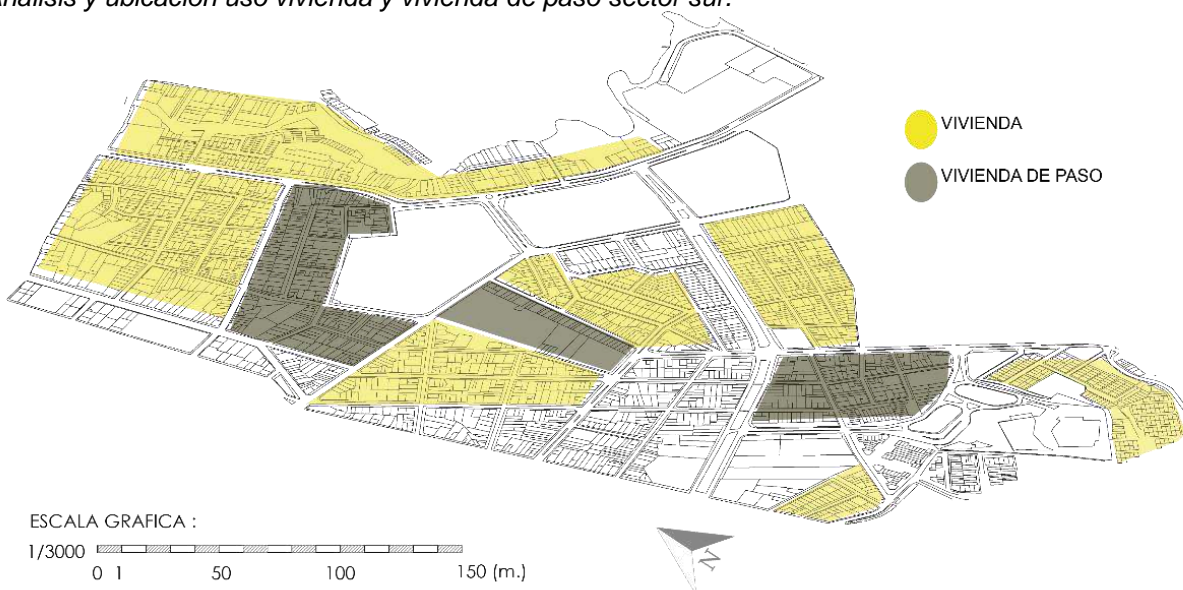 Análisis y ubicación uso vivienda y vivienda de paso sector sur.
VIVIENDA
VIVIENDA DE PASO
ESCALA GRAFICA :
1/3000
0 1 50 100 150 (m.)
N